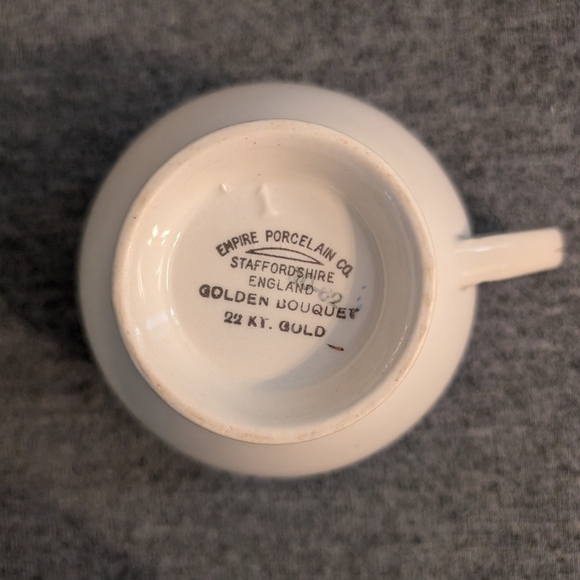 EMPIRE PORCELAIN CO
STAFFORDSHIRE
ENGLAND
GOLDEN BOUQUET
22 KT. GOLD